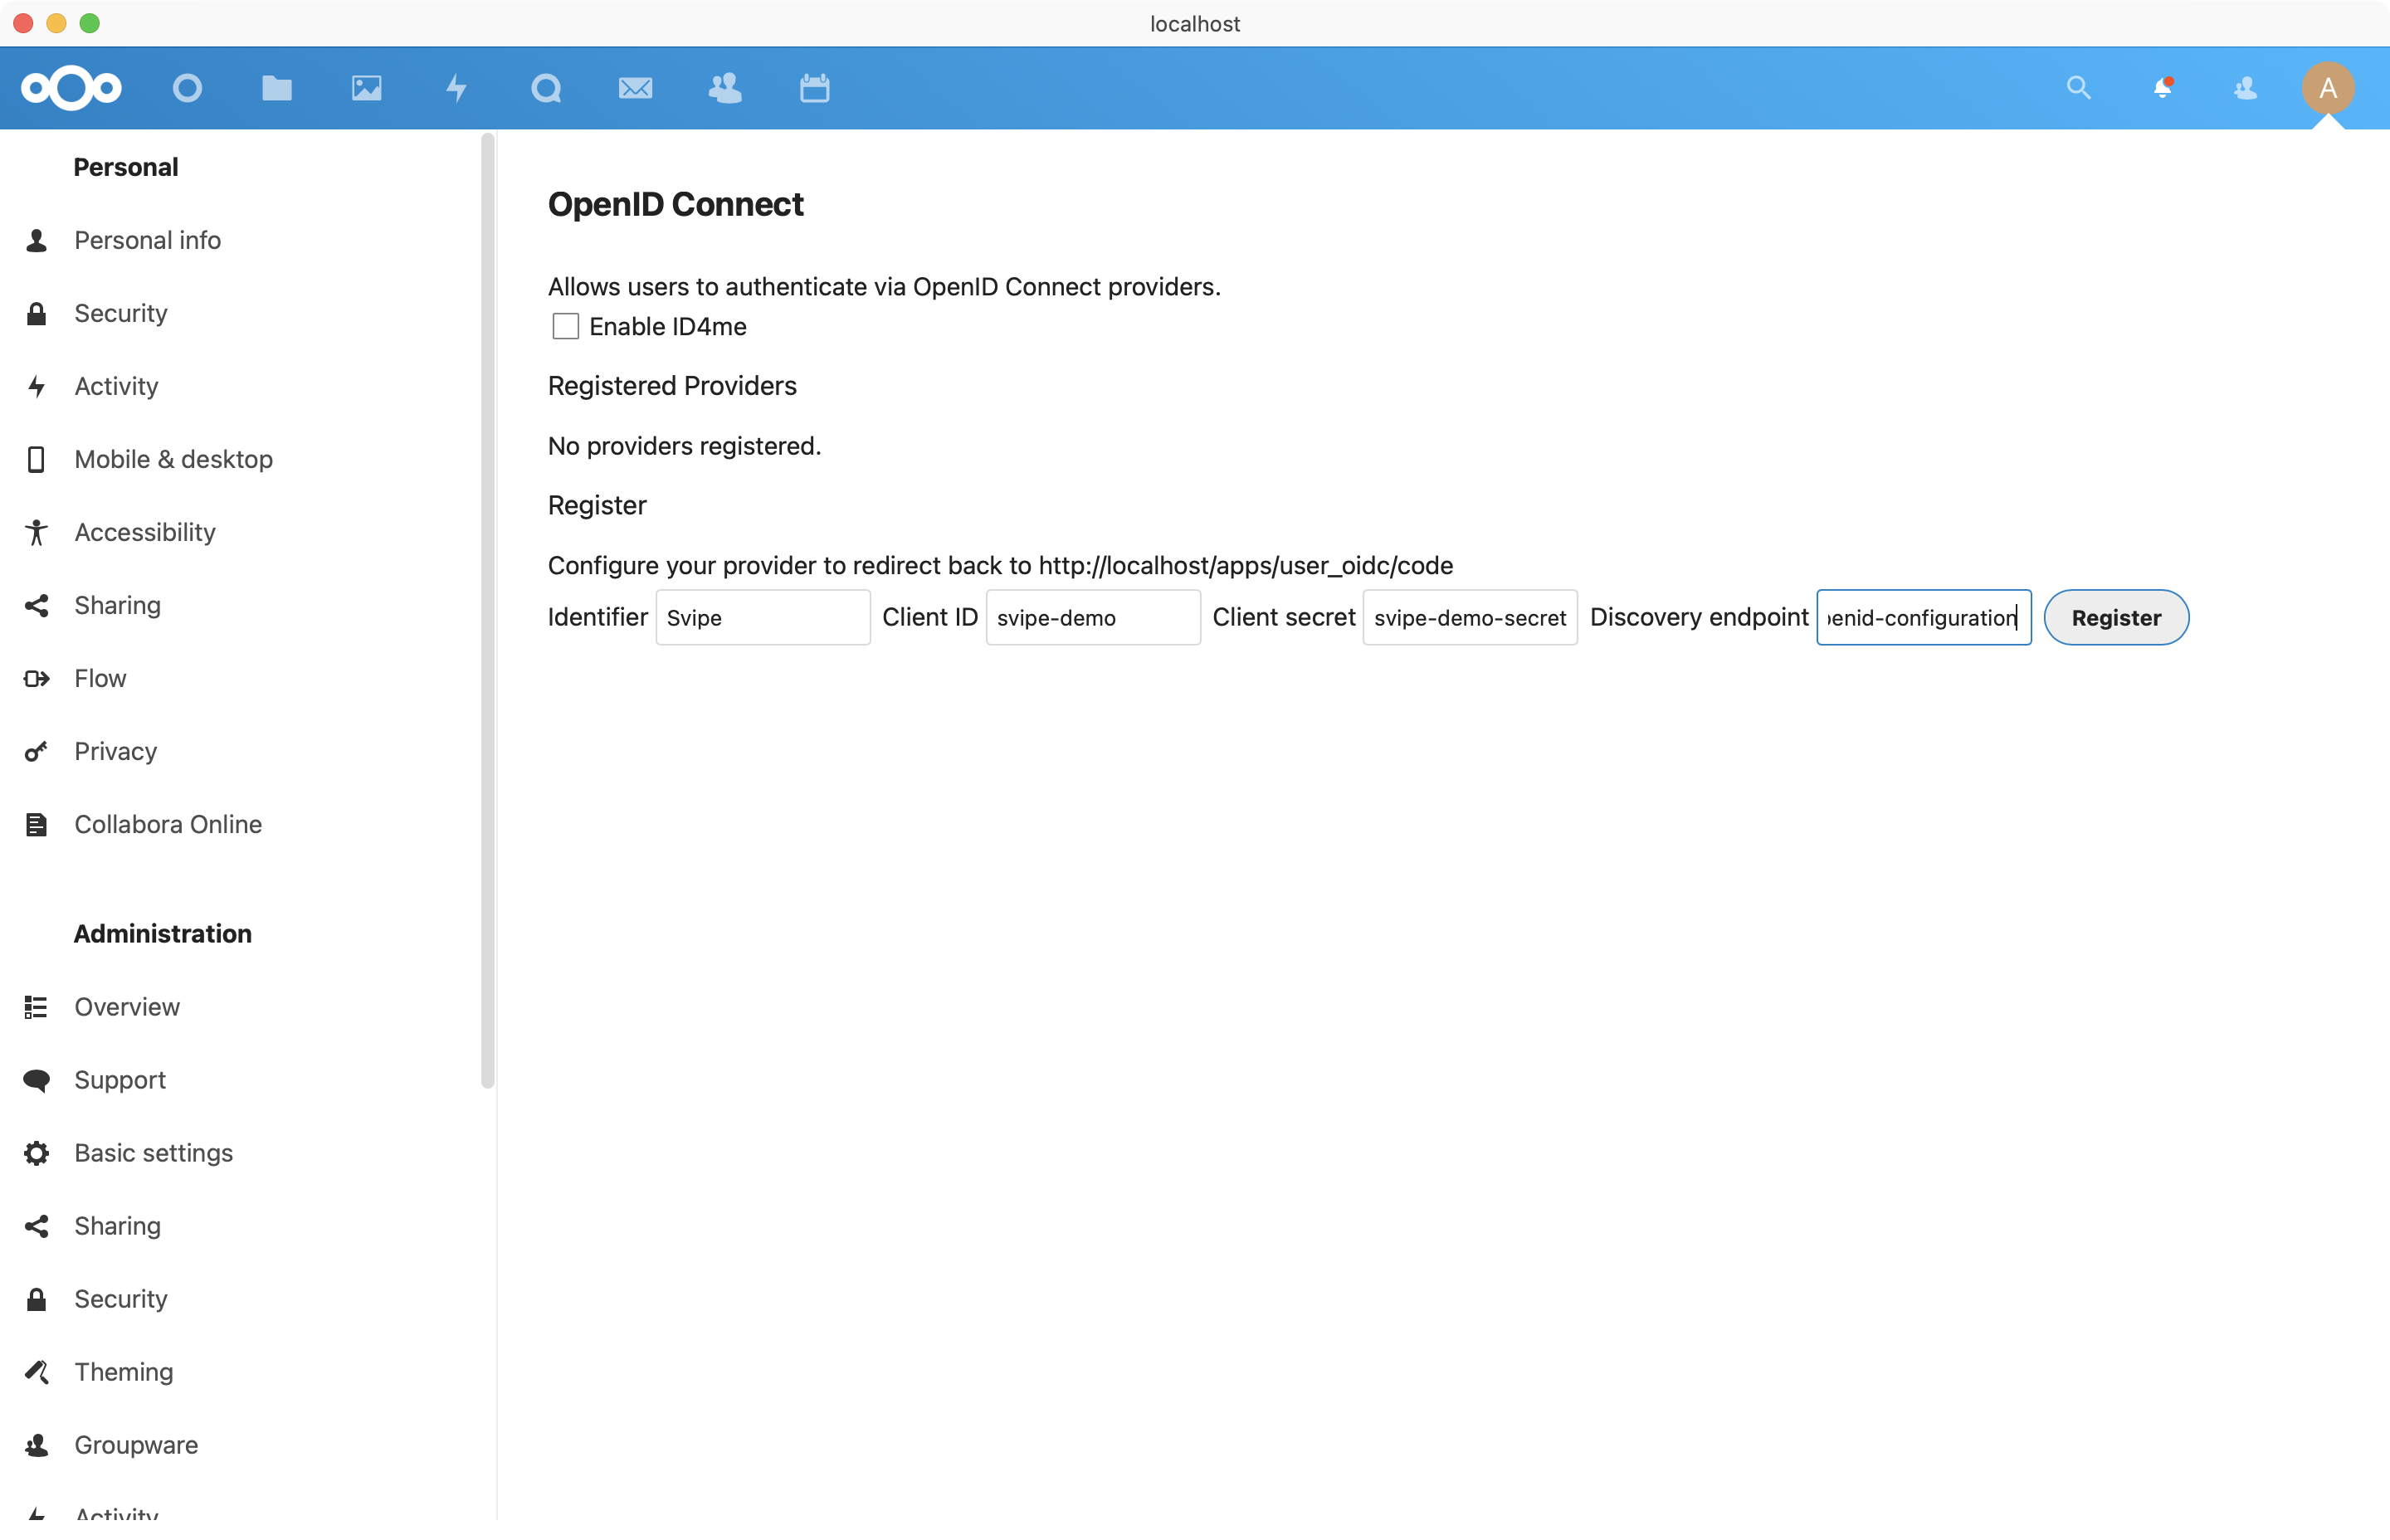 localhost
A
Personal
Personal info
Security
Activity
Mobile & desktop
Accessibility
Sharing
Flow
Privacy
Collabora Online
Administration
Overview
Support
Basic settings
Sharing
Security
Theming
Groupware
Activity
OpenID Connect
Allows users to authenticate via OpenID Connect providers.
Enable ID4me
Registered Providers
No providers registered.
Register
Configure your provider to redirect back to http://localhost/apps/user_oidc/code
Identifier Svipe Client ID svipe-demo Client secret svipe-demo-secret Discovery endpoint penid-configuration Register